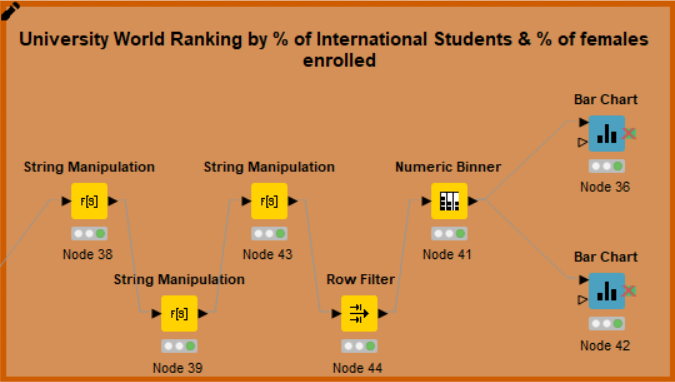 University World Ranking by % of International Students & % of females
enrolled
Bar Chart
Node 36
String Manipulation
f[s]
Node 38
String Manipulation
f[s]
Node 43
Numeric Binner
Node 41
String Manipulation
f[s]
Node 39
Row Filter
Node 44
Bar Chart
Node 42